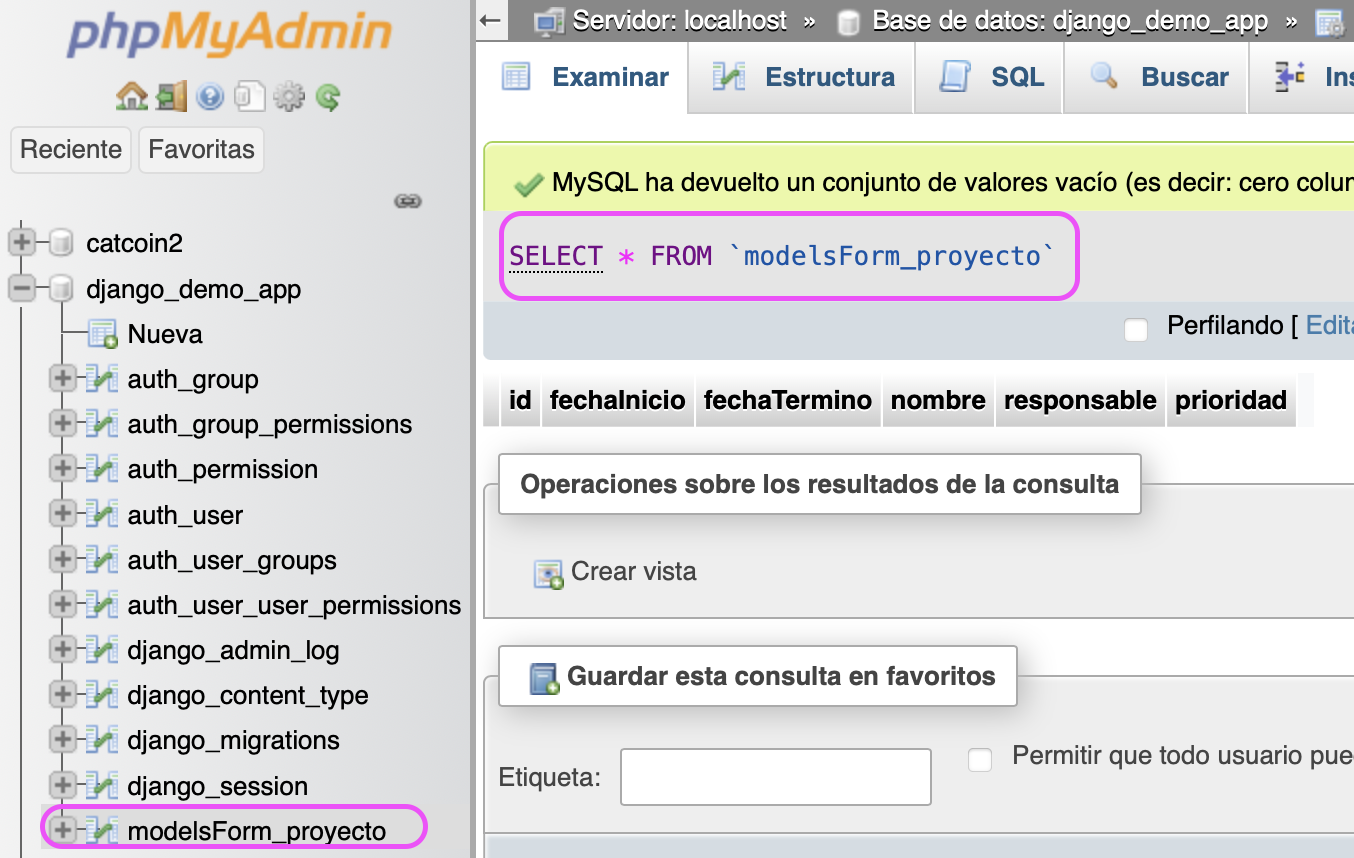 phpMyAdmin
Reciente Favoritas
catcoin2
django_demo_app
Nueva
auth_group
auth_group_permissions
auth_permission
auth_user
auth_user_groups
auth_user_user_permissions
django_admin_log
django_content_type
django_migrations
django_session
modelsForm_proyecto
Servidor: localhost » Base de datos: django_demo_app »
Examinar Estructura SQL Buscar Ins
MySQL ha devuelto un conjunto de valores vacío (es decir: cero colum
SELECT * FROM `modelsForm_proyecto`
Perfilando [ Edita
id fechaInicio fechaTermino nombre responsable prioridad
Operaciones sobre los resultados de la consulta
Crear vista
Guardar esta consulta en favoritos
Etiqueta: Permitir que todo usuario pue